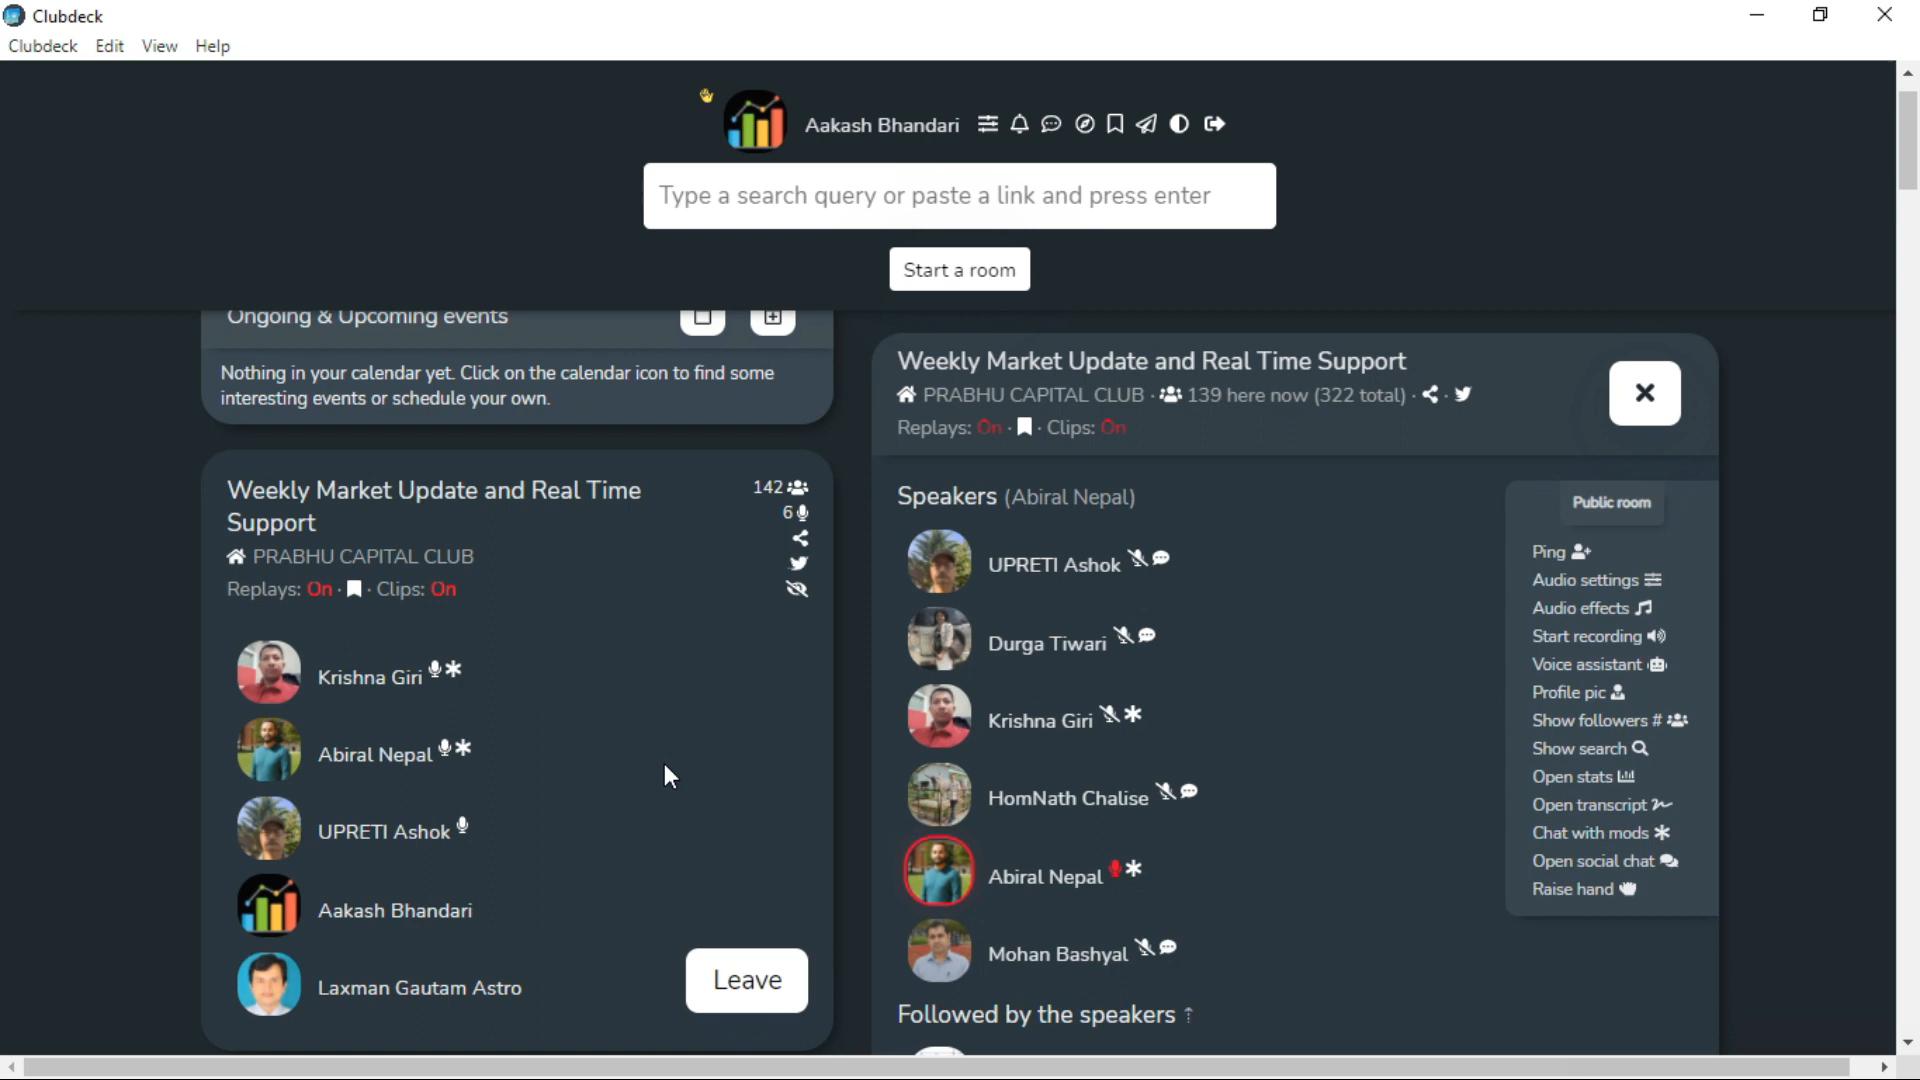 Clubdeck
Clubdeck Edit View Help
Aakash Bhandari
Type a search query or paste a link and press enter
Start a room
Ongoing & Upcoming events
Nothing in your calendar yet. Click on the calendar icon to find some
interesting events or schedule your own.
Weekly Market Update and Real Time
Support
142
6
PRABHU CAPITAL CLUB
Replays: On · · Clips: On
Krishna Giri
Abiral Nepal
UPRETI Ashok
Aakash Bhandari
Laxman Gautam Astro
Leave
Weekly Market Update and Real Time Support
PRABHU CAPITAL CLUB · 139 here now (322 total) · ·
Replays: On · · Clips: On
Speakers (Abiral Nepal)
UPRETI Ashok
Durga Tiwari
Krishna Giri
HomNath Chalise
Abiral Nepal
Mohan Bashyal
Followed by the speakers
Public room
Ping
Audio settings
Audio effects
Start recording
Voice assistant
Profile pic
Show followers #
Show search
Open stats
Open transcript
Chat with mods
Open social chat
Raise hand